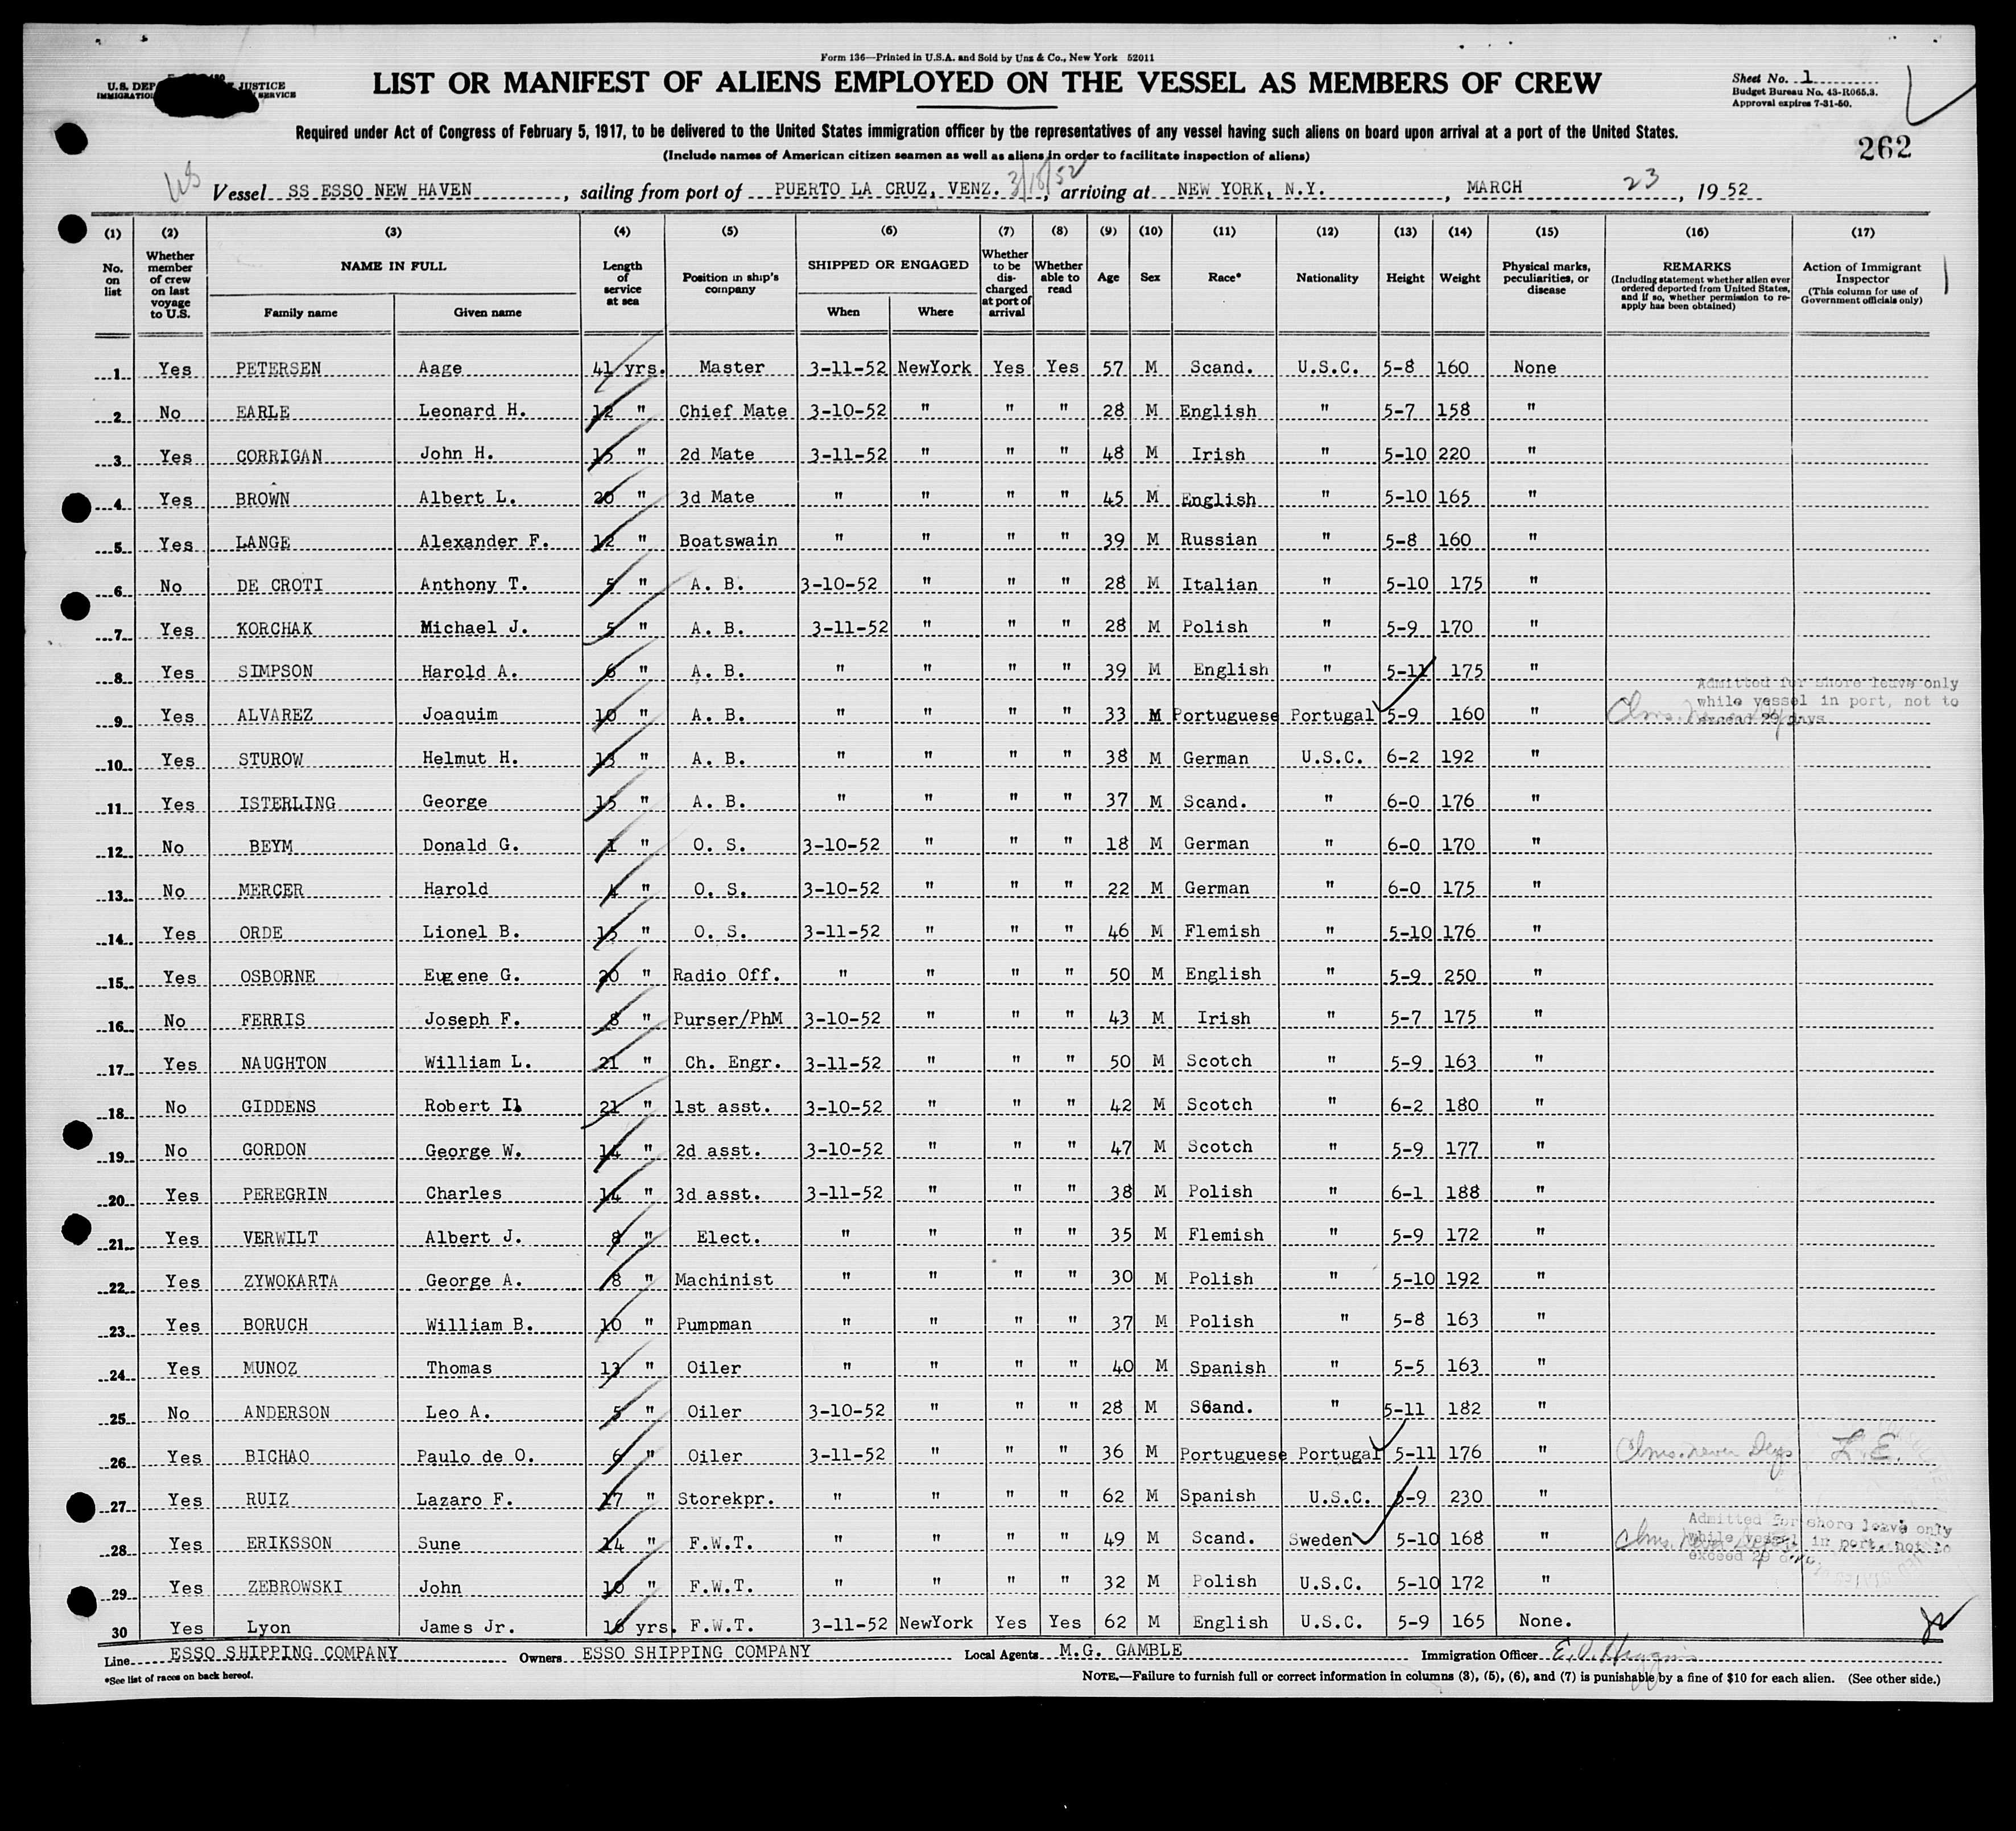 Form 136—Printed in U.S.A. and Sold by Unz & Co., New York 52011
U.S. DEP JUSTICE
IMMIGRATION SERVICE
LIST OR MANIFEST OF ALIENS EMPLOYED ON THE VESSEL AS MEMBERS OF CREW
Sheet No. 1
Budget Bureau No. 43-R065.3.
Approval expires 7-31-50.
Required under Act of Congress of February 5, 1917, to be delivered to the United States immigration officer by the representatives of any vessel having such aliens on board upon arrival at a port of the United States.
(Include names of American citizen seamen as well as aliens in order to facilitate inspection of aliens)
262
US Vessel SS ESSO NEW HAVEN, sailing from port of PUERTO LA CRUZ, VENZ. 3/18/52, arriving at NEW YORK, N.Y., MARCH 23, 1952
(1) (2) (3) (4) (5) (6) (7) (8) (9) (10) (11) (12) (13) (14) (15) (16) (17)
No. on list Whether member of crew on last voyage to U.S. NAME IN FULL Family name Given name Length of service at sea Position in ship's company SHIPPED OR ENGAGED When Where Whether to be discharged at port of arrival Whether able to read Age Sex Race* Nationality Height Weight Physical marks, peculiarities, or disease REMARKS (Including statement whether alien ever ordered deported from United States, and if so, whether permission to re-apply has been obtained) Action of Immigrant Inspector (This column for use of Government officials only)
1 Yes PETERSEN Aage 41 yrs. Master 3-11-52 NewYork Yes Yes 57 M Scand. U.S.C. 5-8 160 None
2 No EARLE Leonard H. 12 " Chief Mate 3-10-52 " " " 28 M English " 5-7 158 "
3 Yes CORRIGAN John H. 15 " 2d Mate 3-11-52 " " " 48 M Irish " 5-10 220 "
4 Yes BROWN Albert L. 20 " 3d Mate " " " " 45 M English " 5-10 165 "
5 Yes LANGE Alexander F. 12 " Boatswain " " " " 39 M Russian " 5-8 160 "
6 No DE CROTI Anthony T. 5 " A. B. 3-10-52 " " " 28 M Italian " 5-10 175 "
7 Yes KORCHAK Michael J. 5 " A. B. 3-11-52 " " " 28 M Polish " 5-9 170 "
8 Yes SIMPSON Harold A. 6 " A. B. " " " " 39 M English " 5-11 175 "
9 Yes ALVAREZ Joaquim 10 " A. B. " " " " 33 M Portuguese Portugal 5-9 160 " Admitted for shore leave only while vessel in port, not to exceed 29 days
10 Yes STUROW Helmut H. 13 " A. B. " " " " 38 M German U.S.C. 6-2 192 "
11 Yes ISTERLING George 15 " A. B. " " " " 37 M Scand. " 6-0 176 "
12 No BEYM Donald G. 1 " O. S. 3-10-52 " " " 18 M German " 6-0 170 "
13 No MERCER Harold 4 " O. S. 3-10-52 " " " 22 M German " 6-0 175 "
14 Yes ORDE Lionel B. 15 " O. S. 3-11-52 " " " 46 M Flemish " 5-10 176 "
15 Yes OSBORNE Eugene G. 20 " Radio Off. " " " " 50 M English " 5-9 250 "
16 No FERRIS Joseph F. 8 " Purser/PhM 3-10-52 " " " 43 M Irish " 5-7 175 "
17 Yes NAUGHTON William L. 21 " Ch. Engr. 3-11-52 " " " 50 M Scotch " 5-9 163 "
18 No GIDDENS Robert 21 " 1st asst. 3-10-52 " " " 42 M Scotch " 6-2 180 "
19 No GORDON George W. 14 " 2d asst. 3-10-52 " " " 47 M Scotch " 5-9 177 "
20 Yes PEREGRIN Charles 14 " 3d asst. 3-11-52 " " " 38 M Polish " 6-1 188 "
21 Yes VERWILT Albert J. 8 " Elect. " " " " 35 M Flemish " 5-9 172 "
22 Yes ZYWOKARTA George A. 8 " Machinist " " " " 30 M Polish " 5-10 192 "
23 Yes BORUCH William B. 10 " Pumpman " " " " 37 M Polish " 5-8 163 "
24 Yes MUNOZ Thomas 13 " Oiler " " " " 40 M Spanish " 5-5 163 "
25 No ANDERSON Leo A. 5 " Oiler 3-10-52 " " " 28 M Scand. " 5-11 182 "
26 Yes BICHAO Paulo de O. 6 " Oiler 3-11-52 " " " 36 M Portuguese Portugal 5-11 176 " Clms. never Dep. L.E.
27 Yes RUIZ Lazaro F. 17 " Storekpr. " " " " 62 M Spanish U.S.C. 5-9 230 "
28 Yes ERIKSSON Sune 14 " F.W.T. " " " " 49 M Scand. Sweden 5-10 168 " Admitted for shore leave only while vessel in port, not to exceed 29
29 Yes ZEBROWSKI John 10 " F.W.T. " " " " 32 M Polish U.S.C. 5-10 172 "
30 Yes Lyon James Jr. 16 yrs. F.W.T. 3-11-52 NewYork Yes Yes 62 M English U.S.C. 5-9 165 None.
Line ESSO SHIPPING COMPANY Owners ESSO SHIPPING COMPANY Local Agents M.G. GAMBLE Immigration Officer E.O. Higgins
*See list of races on back hereof.
NOTE.—Failure to furnish full or correct information in columns (3), (5), (6), and (7) is punishable by a fine of $10 for each alien. (See other side.)